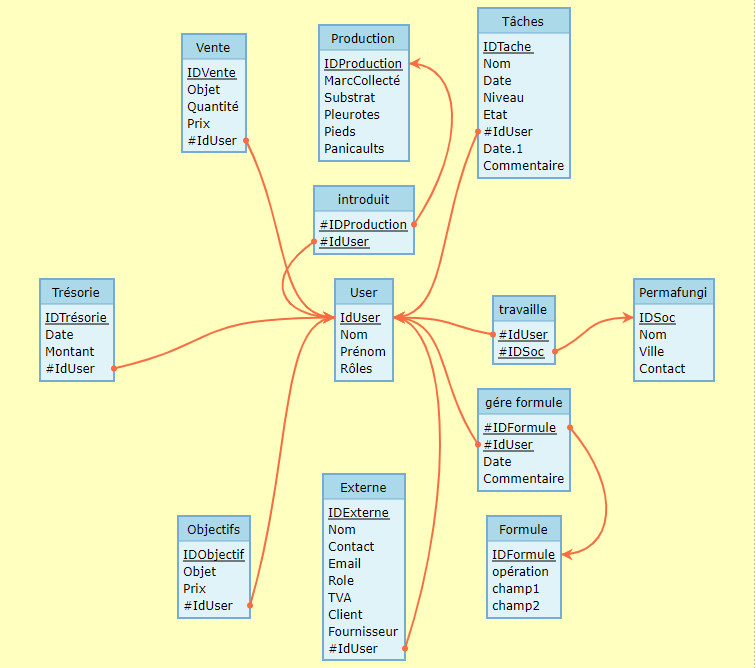 Vente
IDVente
Objet
Quantité
Prix
#IdUser
Production
IDProduction
MarcCollecté
Substrat
Pleurotes
Pieds
Panicaults
Tâches
IDTache
Nom
Date
Niveau
Etat
#IdUser
Date.1
Commentaire
introduit
#IDProduction
#IdUser
Trésorie
IDTrésorie
Date
Montant
#IdUser
User
IdUser
Nom
Prénom
Rôles
travaille
#IdUser
#IDSoc
Permafungi
IDSoc
Nom
Ville
Contact
gére formule
#IDFormule
#IdUser
Date
Commentaire
Objectifs
IDObjectif
Objet
Prix
#IdUser
Externe
IDExterne
Nom
Contact
Email
Role
TVA
Client
Fournisseur
#IdUser
Formule
IDFormule
opération
champ1
champ2